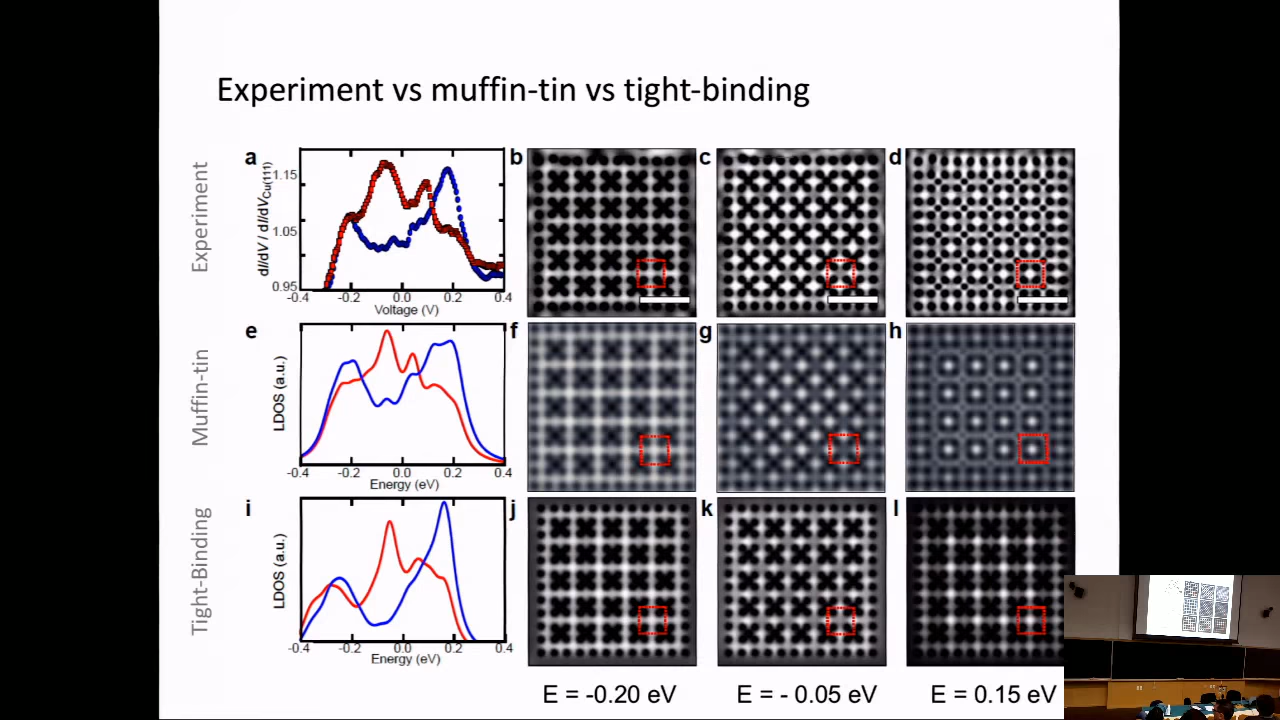 Experiment vs muffin-tin vs tight-binding
Experiment
a
dI/dV / dI/dVCu(111)
1.15
1.05
0.95
-0.4 -0.2 0.0 0.2 0.4
Voltage (V)
b
c
d
Muffin-tin
e
LDOS (a.u.)
-0.4 -0.2 0.0 0.2 0.4
Energy (eV)
f
g
h
Tight-Binding
i
LDOS (a.u.)
-0.4 -0.2 0.0 0.2 0.4
Energy (eV)
j
k
l
E = -0.20 eV
E = - 0.05 eV
E = 0.15 eV